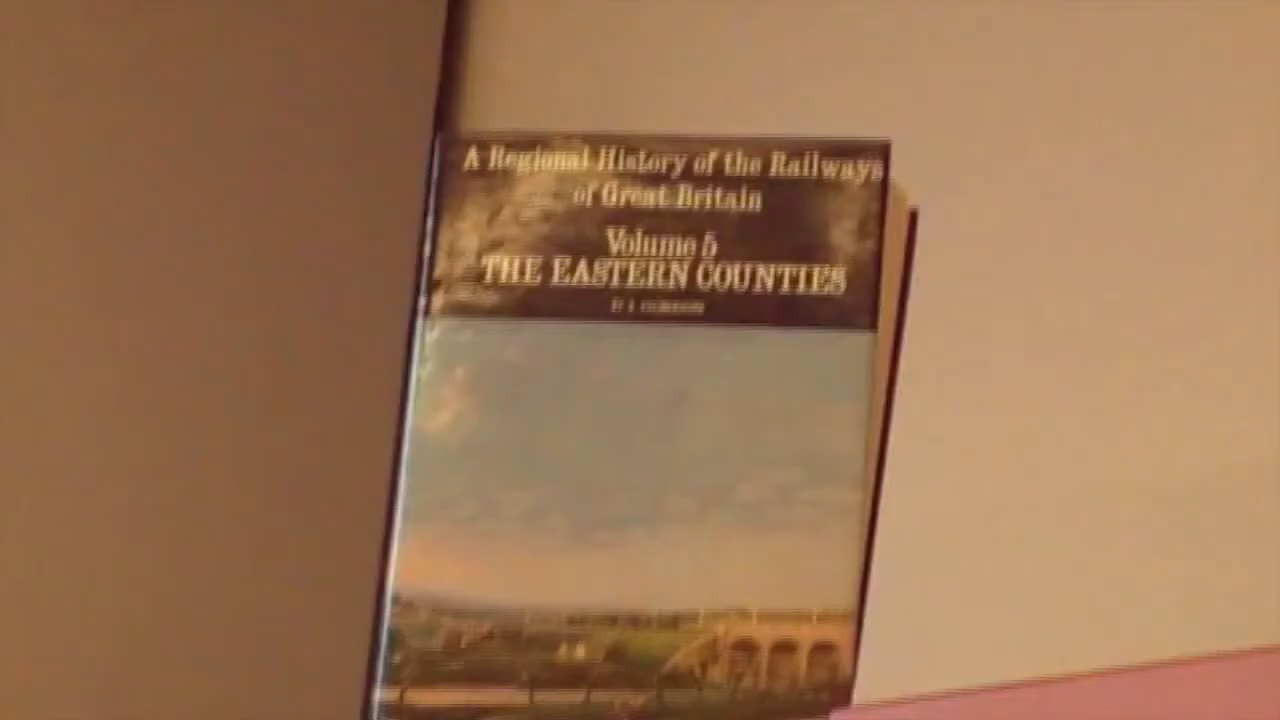 A Regional History of the Railways
of Great Britain
Volume 5
THE EASTERN COUNTIES